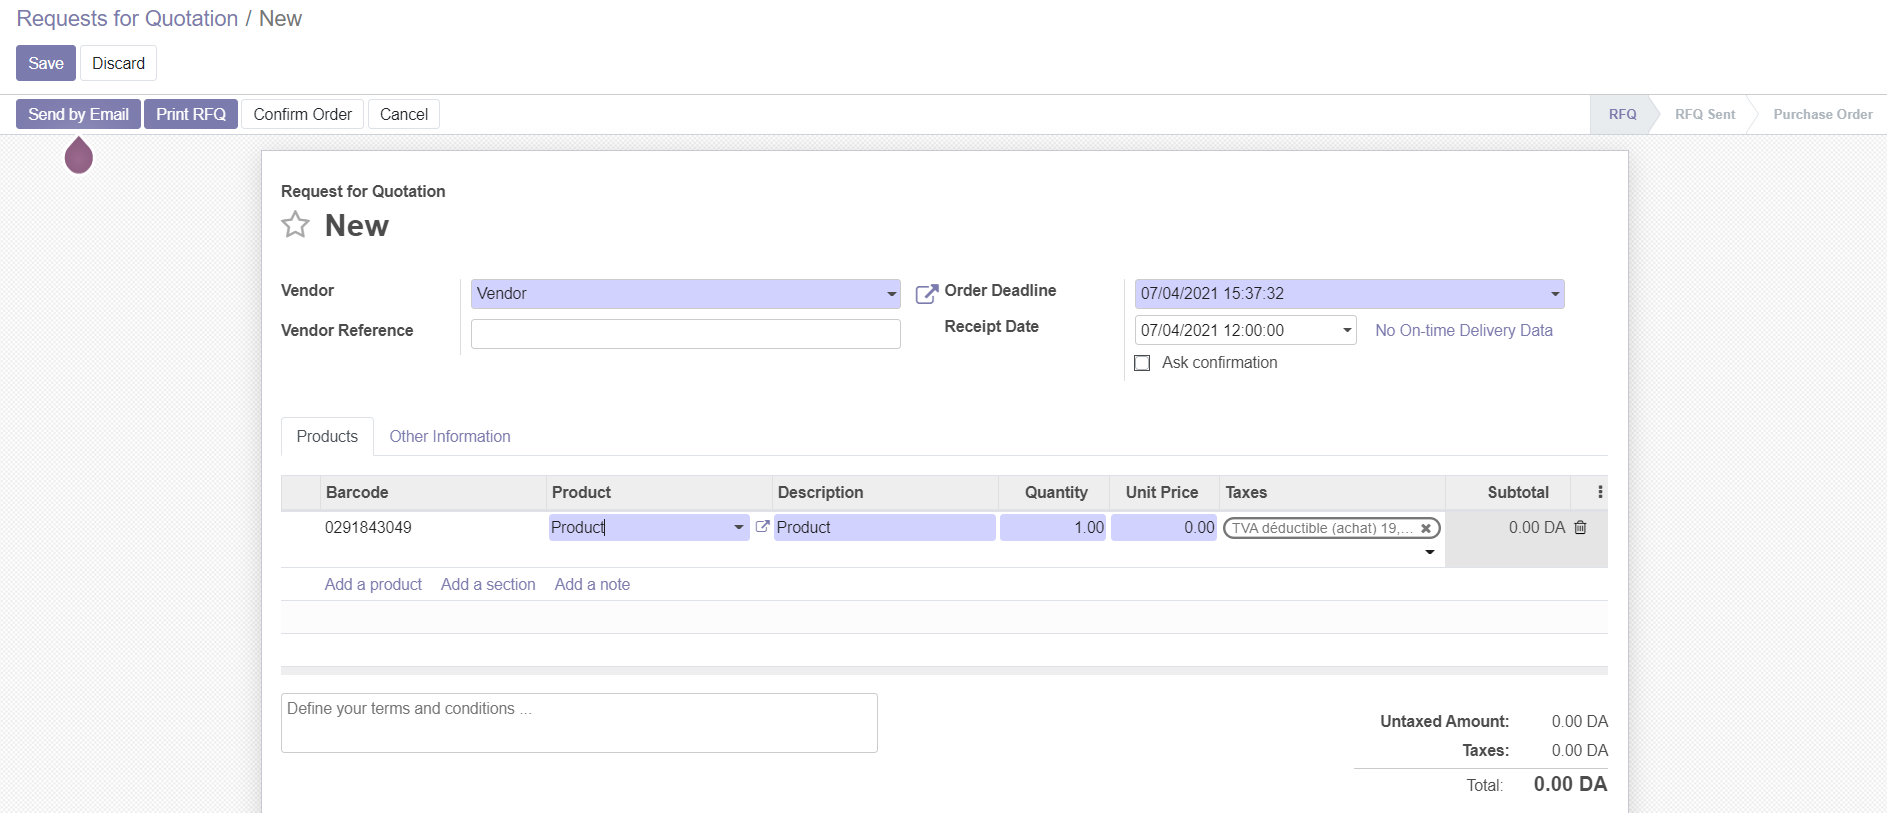 Requests for Quotation / New
Save Discard
Send by Email Print RFQ Confirm Order Cancel RFQ RFQ Sent Purchase Order
Request for Quotation
New
Vendor Vendor Order Deadline 07/04/2021 15:37:32
Vendor Reference Receipt Date 07/04/2021 12:00:00 No On-time Delivery Data
Ask confirmation
Products Other Information
Barcode Product Description Quantity Unit Price Taxes Subtotal
0291843049 Product Product 1.00 0.00 TVA déductible (achat) 19,... 0.00 DA
Add a product Add a section Add a note
Define your terms and conditions ...
Untaxed Amount: 0.00 DA
Taxes: 0.00 DA
Total: 0.00 DA